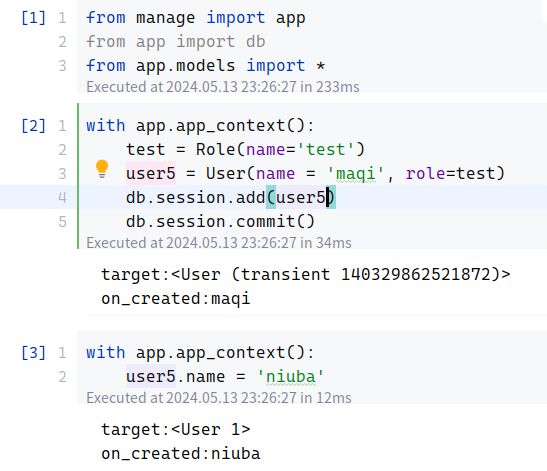 [1] 1 from manage import app
2 from app import db
3 from app.models import *
Executed at 2024.05.13 23:26:27 in 233ms
[2] 1 with app.app_context():
2 test = Role(name='test')
3 user5 = User(name = 'maqi', role=test)
4 db.session.add(user5)
5 db.session.commit()
Executed at 2024.05.13 23:26:27 in 34ms
target:<User (transient 140329862521872)>
on_created:maqi
[3] 1 with app.app_context():
2 user5.name = 'niuba'
Executed at 2024.05.13 23:26:27 in 12ms
target:<User 1>
on_created:niuba